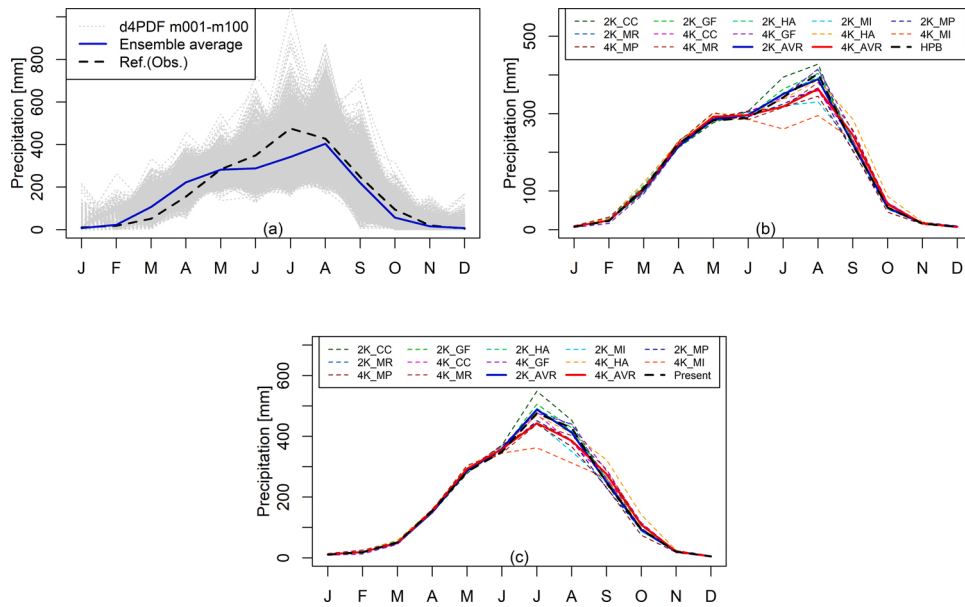 d4PDF m001-m100
Ensemble average
Ref.(Obs.)
Precipitation [mm]
0 200 400 600 800
(a)
J F M A M J J A S O N D
2K_CC 2K_GF 2K_HA 2K_MI 2K_MP
2K_MR 4K_CC 4K_GF 4K_HA 4K_MI
4K_MP 4K_MR 2K_AVR 4K_AVR HPB
Precipitation [mm]
0 100 300 500
(b)
J F M A M J J A S O N D
2K_CC 2K_GF 2K_HA 2K_MI 2K_MP
2K_MR 4K_CC 4K_GF 4K_HA 4K_MI
4K_MP 4K_MR 2K_AVR 4K_AVR Present
Precipitation [mm]
0 200 400 600
(c)
J F M A M J J A S O N D